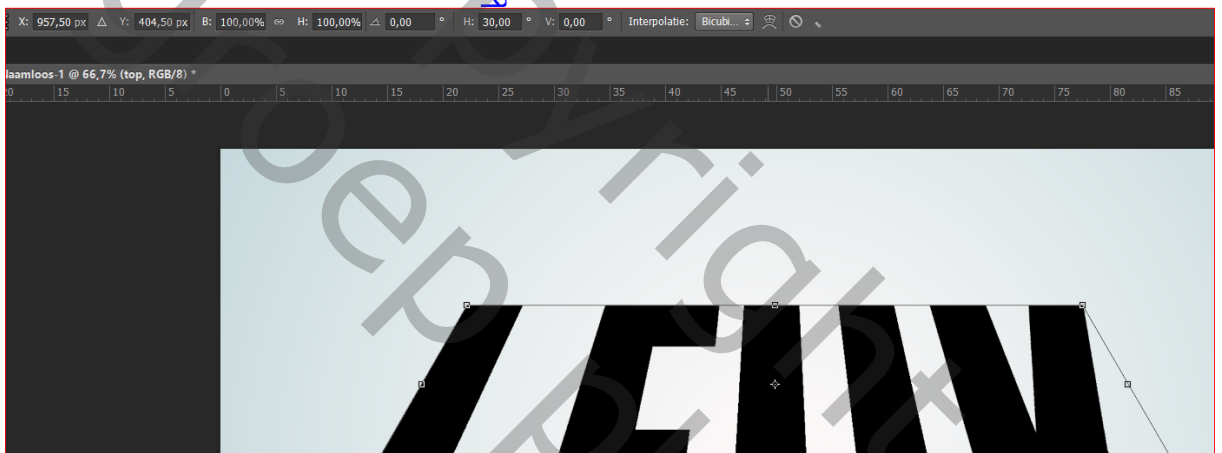 X: 957,50 px Δ Y: 404,50 px B: 100,00% H: 100,00% 0,00 ° H: 30,00 ° V: 0,00 ° Interpolatie: Bicubi...
laamloos-1 @ 66,7% (top, RGB/8) *
20 15 10 5 0 5 10 15 20 25 30 35 40 45 50 55 60 65 70 75 80 85
pyright
groep